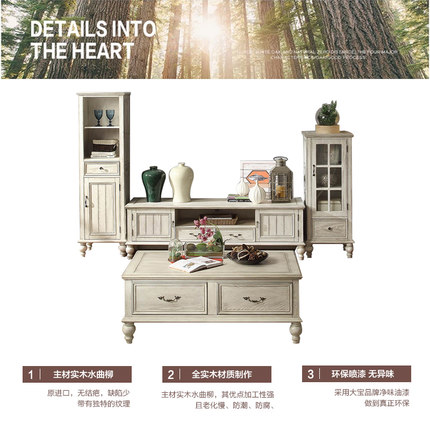 DETAILS INTO
THE HEART
1 主材实木水曲柳
原进口，无结疤，缺陷少
带有独特的纹理
2 全实木材质制作
主材实木水曲柳，其优点加工性强
且老化慢、防潮、防腐、
3 环保喷漆 无异味
采用大宝品牌净味油漆
做到真正环保